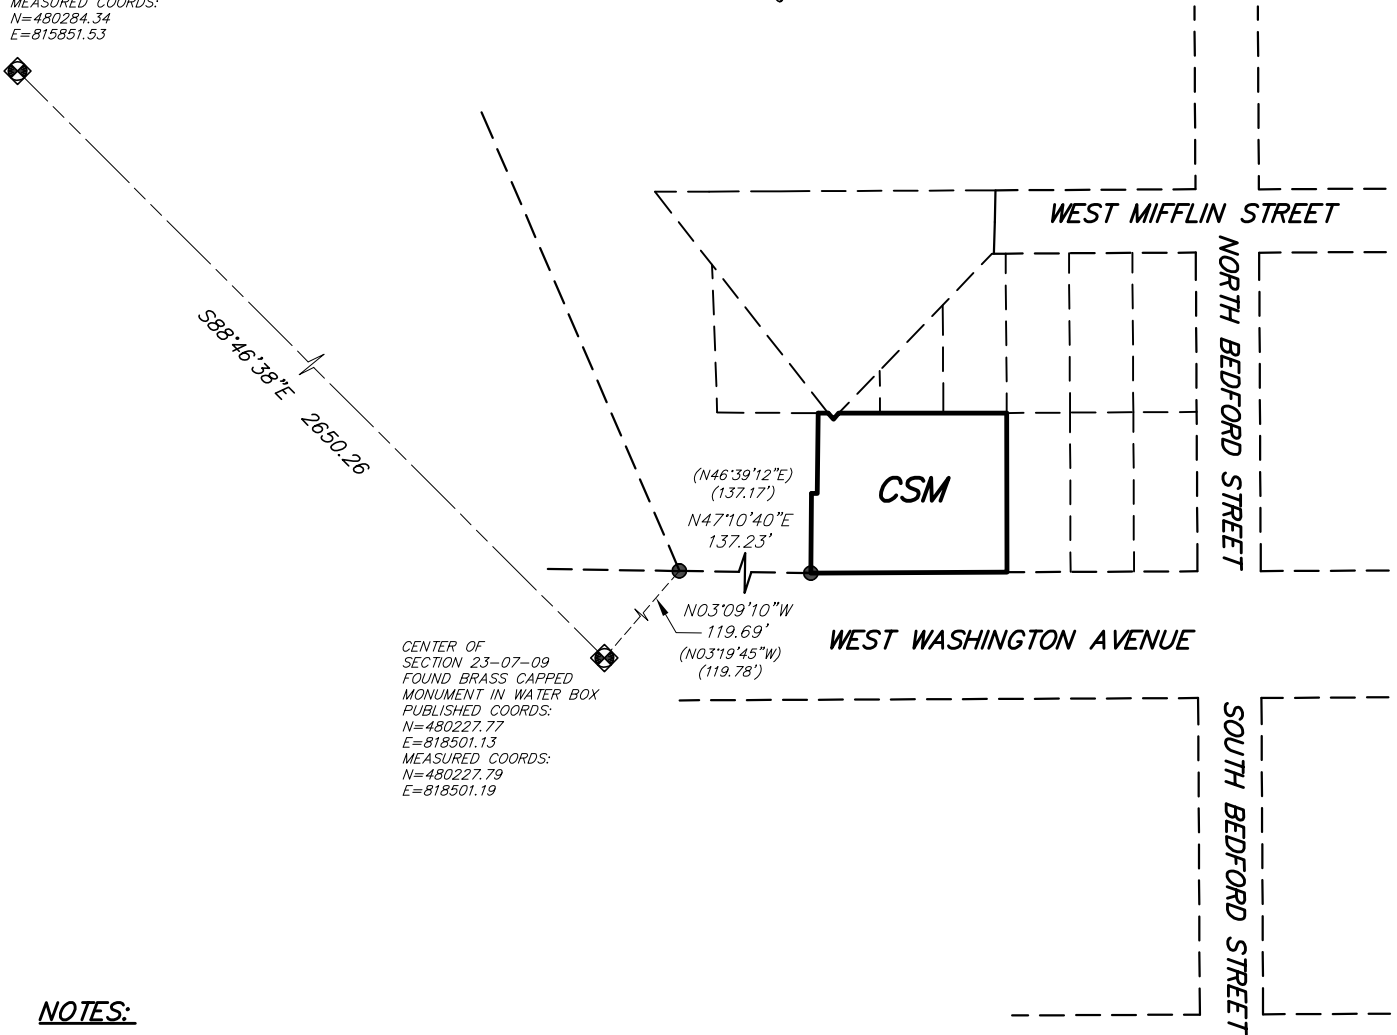 MEASURED COORDS:
N=480284.34
E=815851.53
WEST MIFFLIN STREET
NORTH BEDFORD STREET
S88°46'38"E 2650.26
(N46°39'12"E)
(137.17')
N47°10'40"E
137.23'
CSM
N03°09'10"W
119.69'
(N03°19'45"W)
(119.78')
WEST WASHINGTON AVENUE
CENTER OF
SECTION 23-07-09
FOUND BRASS CAPPED
MONUMENT IN WATER BOX
PUBLISHED COORDS:
N=480227.77
E=818501.13
MEASURED COORDS:
N=480227.79
E=818501.19
SOUTH BEDFORD STREET
NOTES: